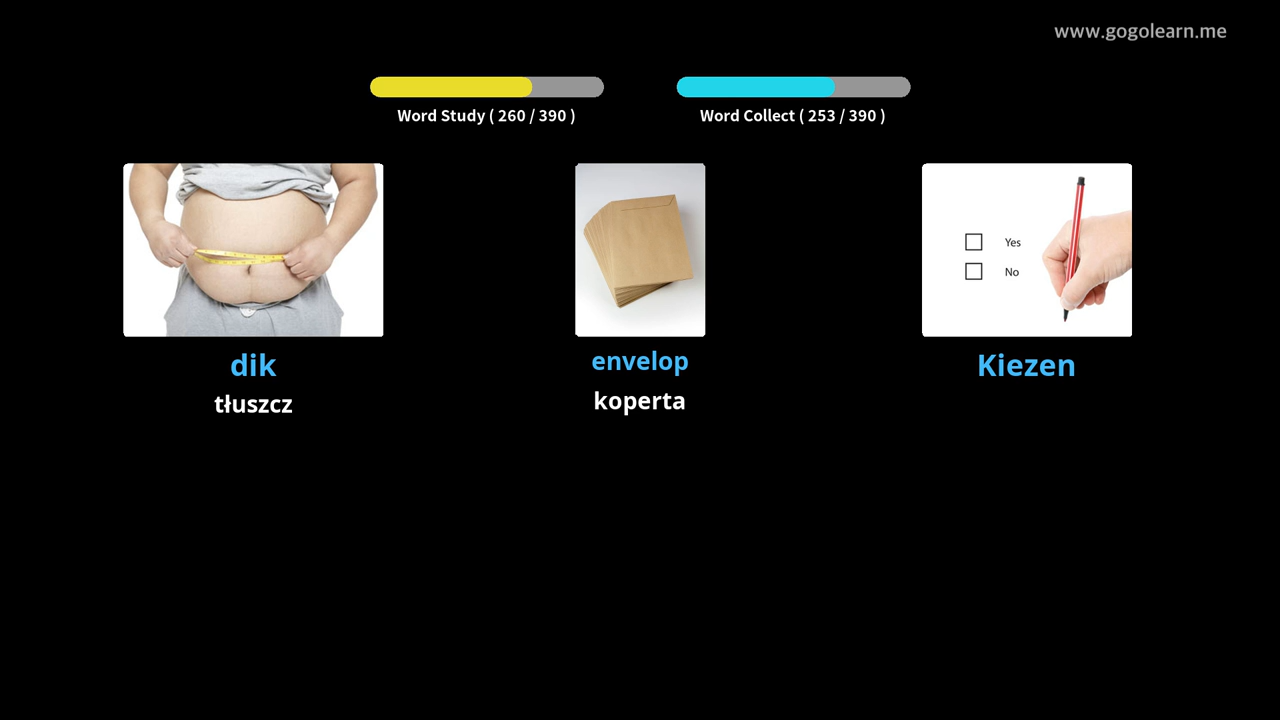 www.gogolearn.me
Word Study ( 260 / 390 )
Word Collect ( 253 / 390 )
Yes
No
dik
envelop
Kiezen
tłuszcz
koperta